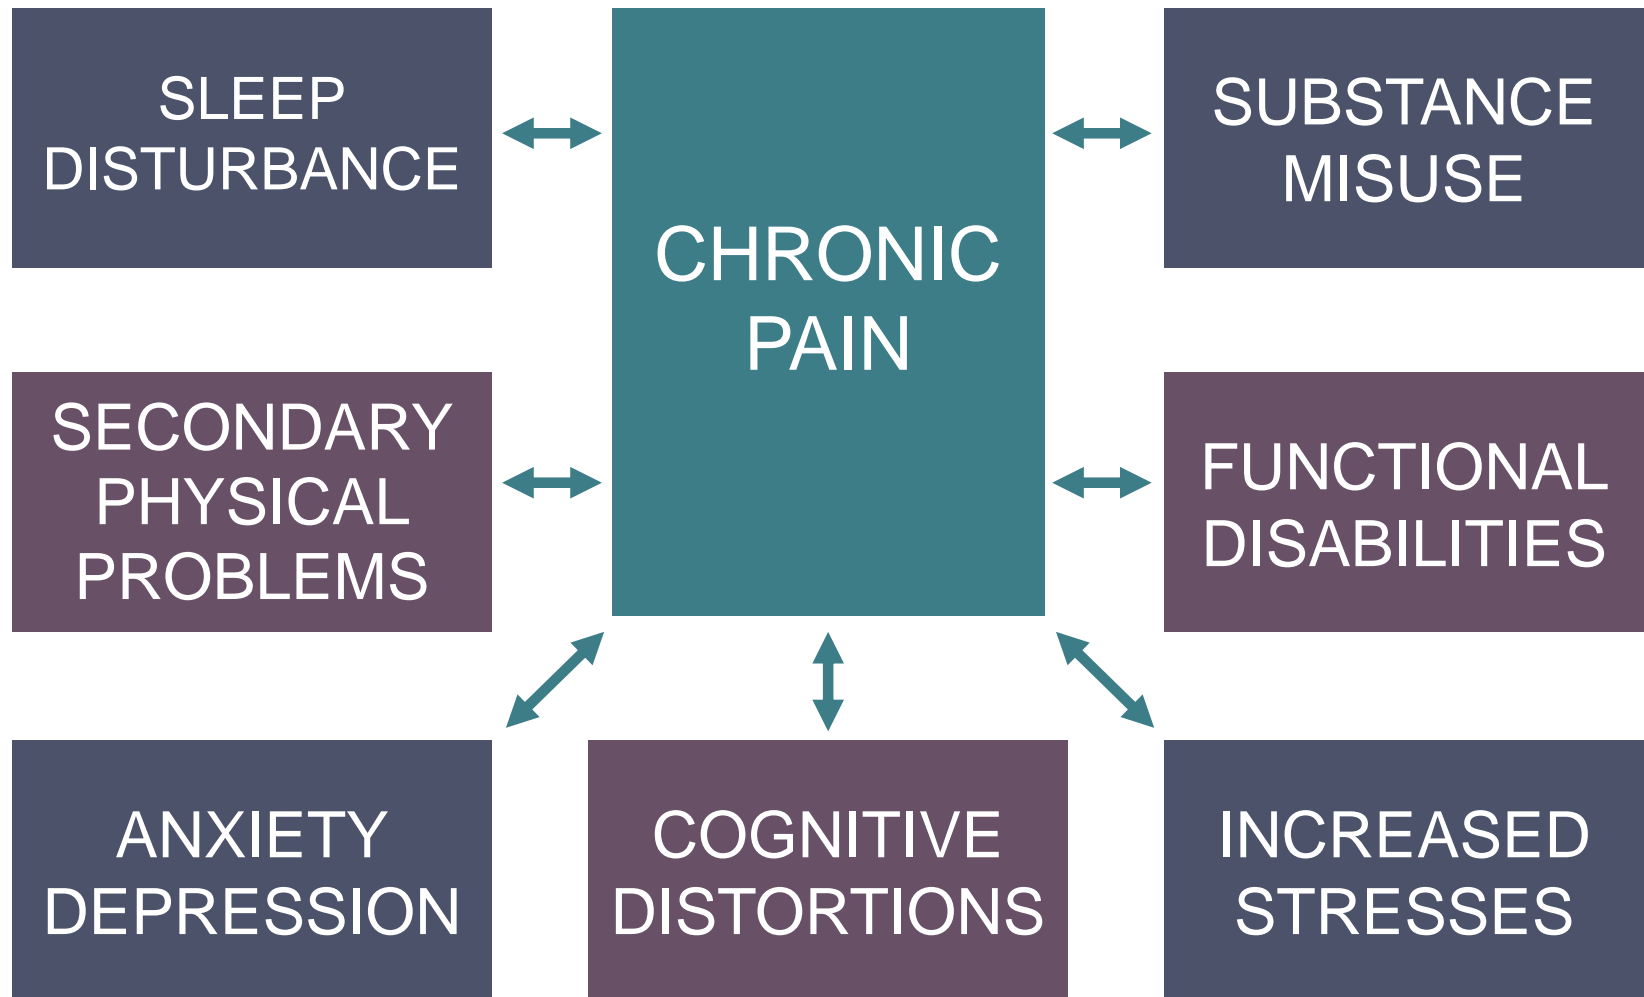 SLEEP
DISTURBANCE
CHRONIC
PAIN
SUBSTANCE
MISUSE
SECONDARY
PHYSICAL
PROBLEMS
FUNCTIONAL
DISABILITIES
ANXIETY
DEPRESSION
COGNITIVE
DISTORTIONS
INCREASED
STRESSES